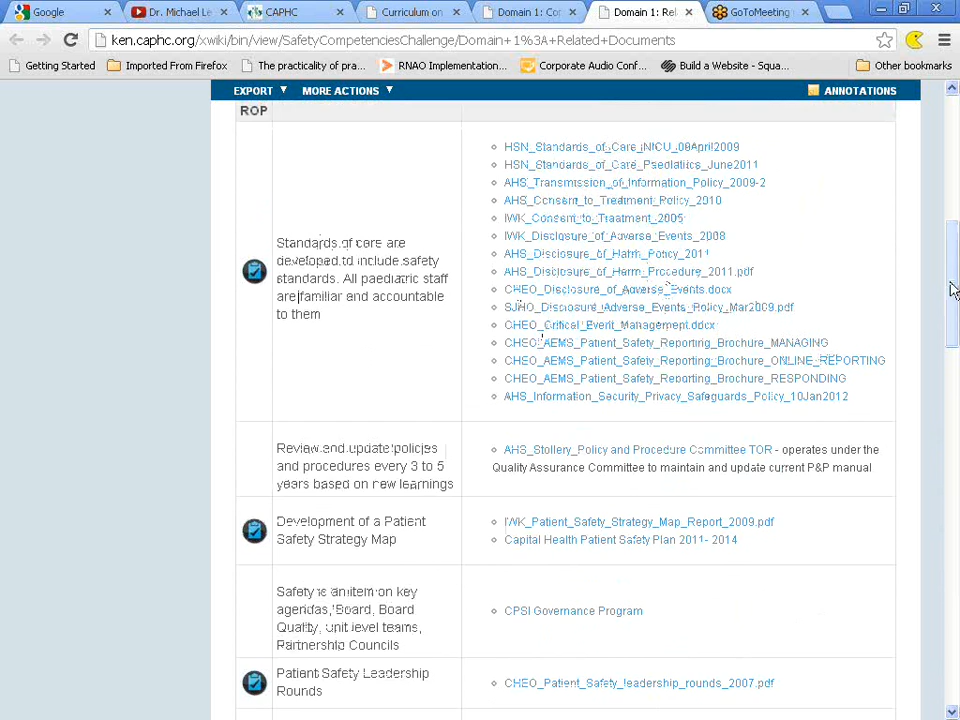 Google
Dr. Michael Le
CAPHC
Curriculum on
Domain 1: Co
Domain 1: Rel
GoToMeeting
ken.caphc.org/xwiki/bin/view/SafetyCompetenciesChallenge/Domain+1%3A+Related+Documents
Getting Started
Imported From Firefox
The practicality of pra...
RNAO Implementation...
Corporate Audio Conf...
Build a Website - Squa...
Other bookmarks
EXPORT
MORE ACTIONS
ANNOTATIONS
ROP
Standards of care are
developed to include safety
standards. All paediatric staff
are familiar and accountable
to them
HSN_Standards_of_Care_NICU_09April2009
HSN_Standards_of_Care_Paediatics_June2011
AHS_Transmission_of_Information_Policy_2009-2
AHS_Consent_to_Treatment_Policy_2010
IWK_Consent_to_Treatment_2005
IWK_Disclosure_of_Adverse_Events_2008
AHS_Disclosure_of_Harm_Policy_2011
AHS_Disclosure_of_Harm_Procedure_2011.pdf
CHEO_Disclosure_of_Adverse_Events.docx
SJHO_Disclosure_Adverse_Events_Policy_Mar2009.pdf
CHEO_Critical_Event_Management.docx
CHEO_AEMS_Patient_Safety_Reporting_Brochure_MANAGING
CHEO_AEMS_Patient_Safety_Reporting_Brochure_ONLINE_REPORTING
CHEO_AEMS_Patient_Safety_Reporting_Brochure_RESPONDING
AHS_Information_Security_Privacy_Safeguards_Policy_10Jan2012
Review and update policies
and procedures every 3 to 5
years based on new learnings
AHS_Stollery_Policy and Procedure Committee TOR - operates under the
Quality Assurance Committee to maintain and update current P&P manual
Development of a Patient
Safety Strategy Map
IWK_Patient_Safety_Strategy_Map_Report_2009.pdf
Capital Health Patient Safety Plan 2011- 2014
Safety is an item on key
agendas, Board, Board
Quality, unit level teams,
Partnership Councils
CPSI Governance Program
Patient Safety Leadership
Rounds
CHEO_Patient_Safety_leadership_rounds_2007.pdf